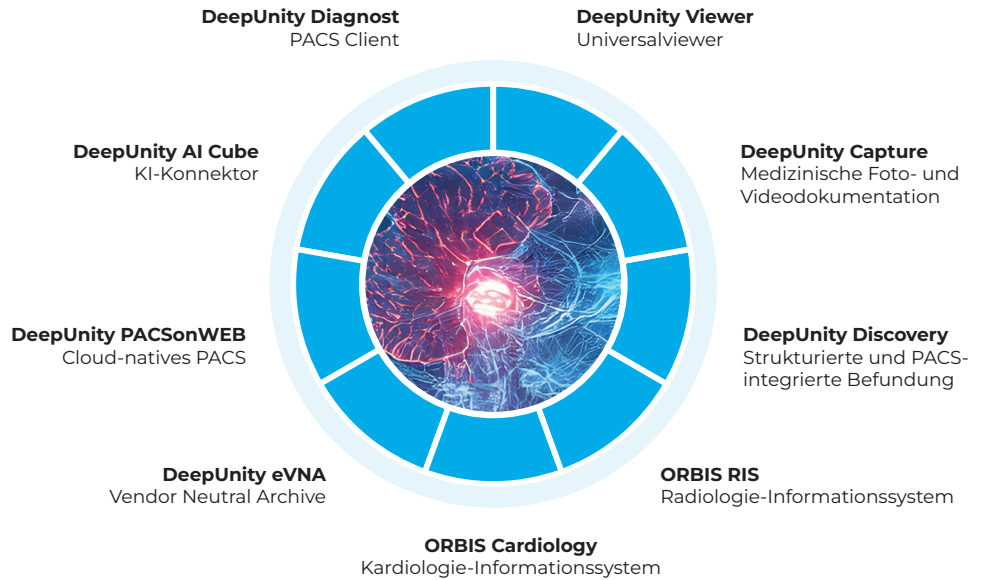 DeepUnity Diagnost
PACS Client
DeepUnity Viewer
Universalviewer
DeepUnity AI Cube
KI-Konnektor
DeepUnity Capture
Medizinische Foto- und
Videodokumentation
DeepUnity PACSonWEB
Cloud-natives PACS
DeepUnity Discovery
Strukturierte und PACS-
integrierte Befundung
DeepUnity eVNA
Vendor Neutral Archive
ORBIS RIS
Radiologie-Informationssystem
ORBIS Cardiology
Kardiologie-Informationssystem